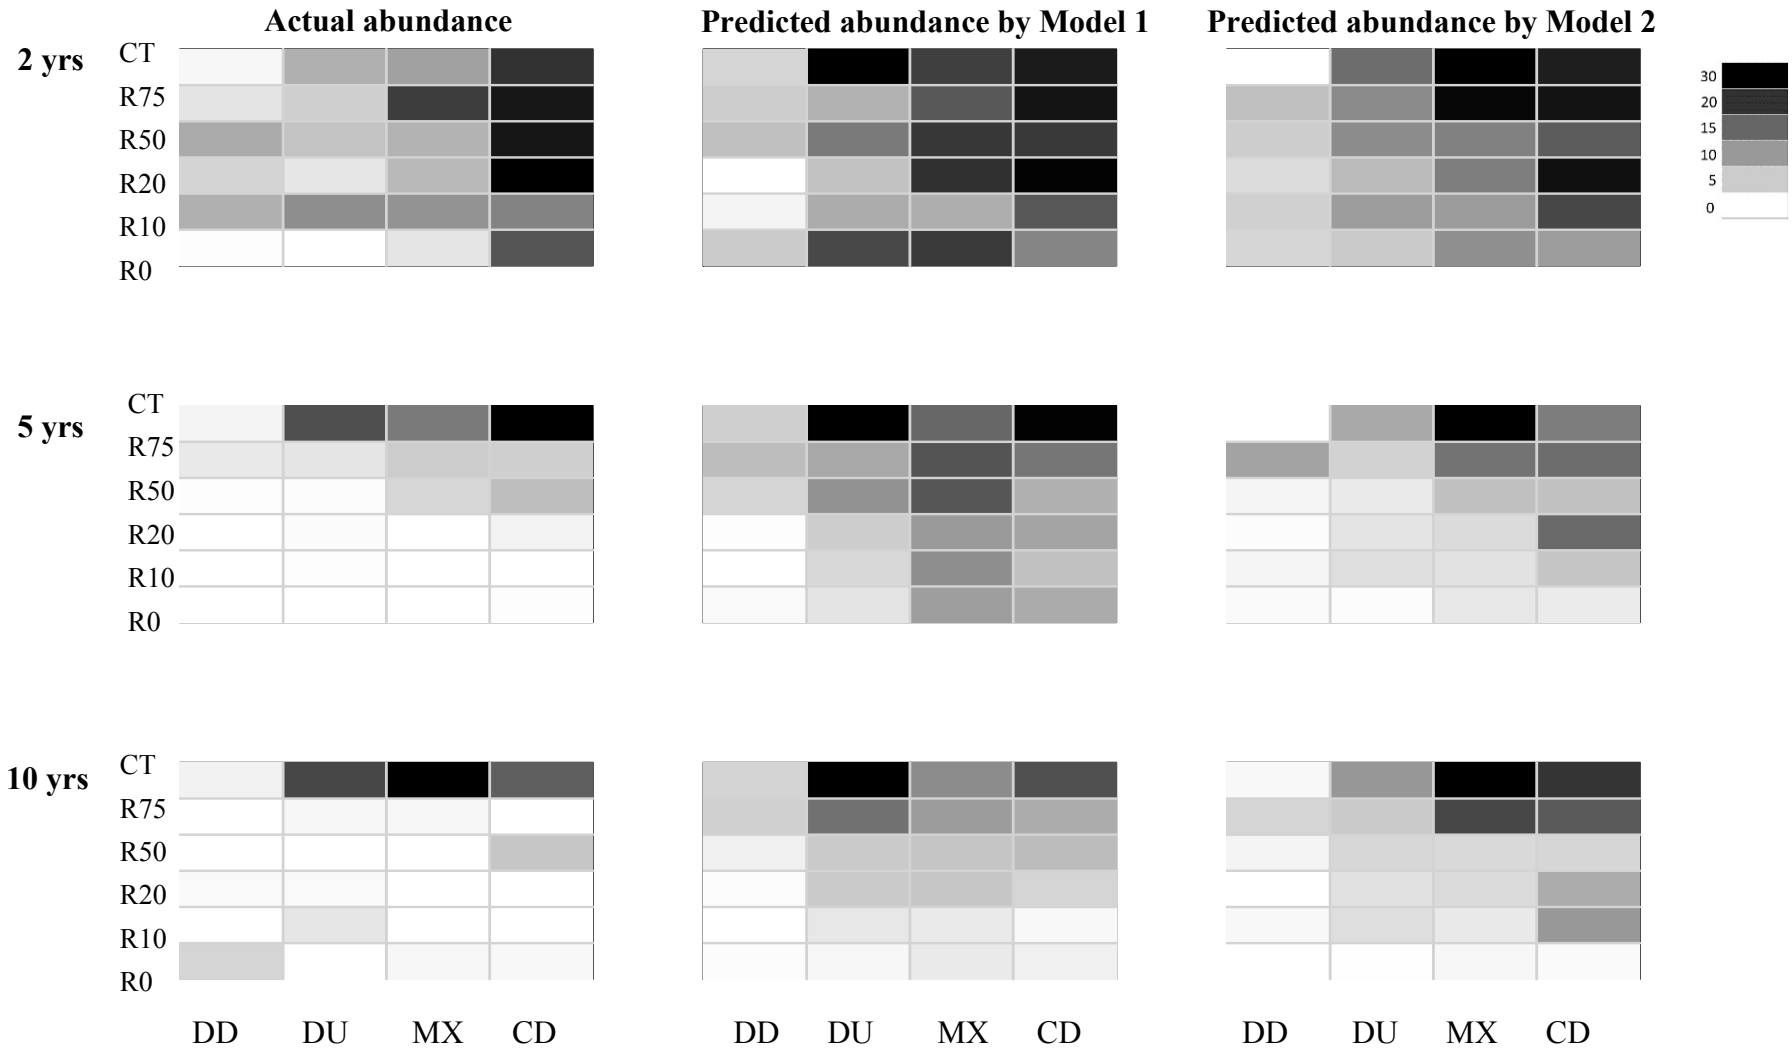 Actual abundance
Predicted abundance by Model 1
Predicted abundance by Model 2
2 yrs
CT
R75
R50
R20
R10
R0
30
20
15
10
5
0
5 yrs
CT
R75
R50
R20
R10
R0
10 yrs
CT
R75
R50
R20
R10
R0
DD DU MX CD
DD DU MX CD
DD DU MX CD